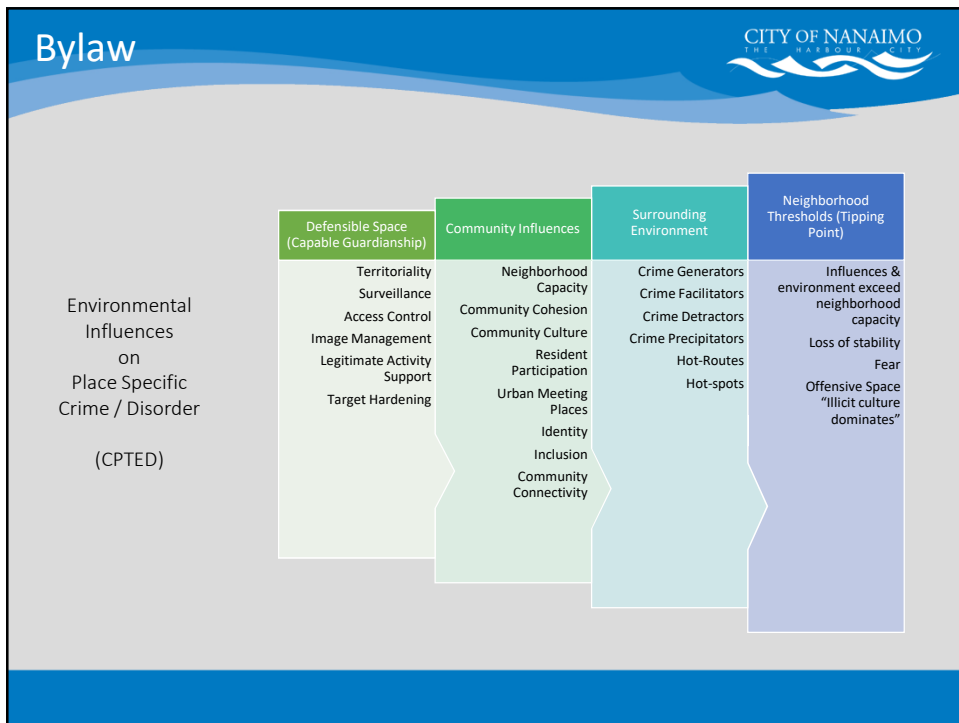 Bylaw
CITY OF NANAIMO
THE HARBOUR CITY
Environmental
Influences
on
Place Specific
Crime / Disorder
(CPTED)
Defensible Space
(Capable Guardianship)
Territoriality
Surveillance
Access Control
Image Management
Legitimate Activity
Support
Target Hardening
Community Influences
Neighborhood
Capacity
Community Cohesion
Community Culture
Resident
Participation
Urban Meeting
Places
Identity
Inclusion
Community
Connectivity
Surrounding
Environment
Crime Generators
Crime Facilitators
Crime Detractors
Crime Precipitators
Hot-Routes
Hot-spots
Neighborhood
Thresholds (Tipping
Point)
Influences &
environment exceed
neighborhood
capacity
Loss of stability
Fear
Offensive Space
“Illicit culture
dominates”